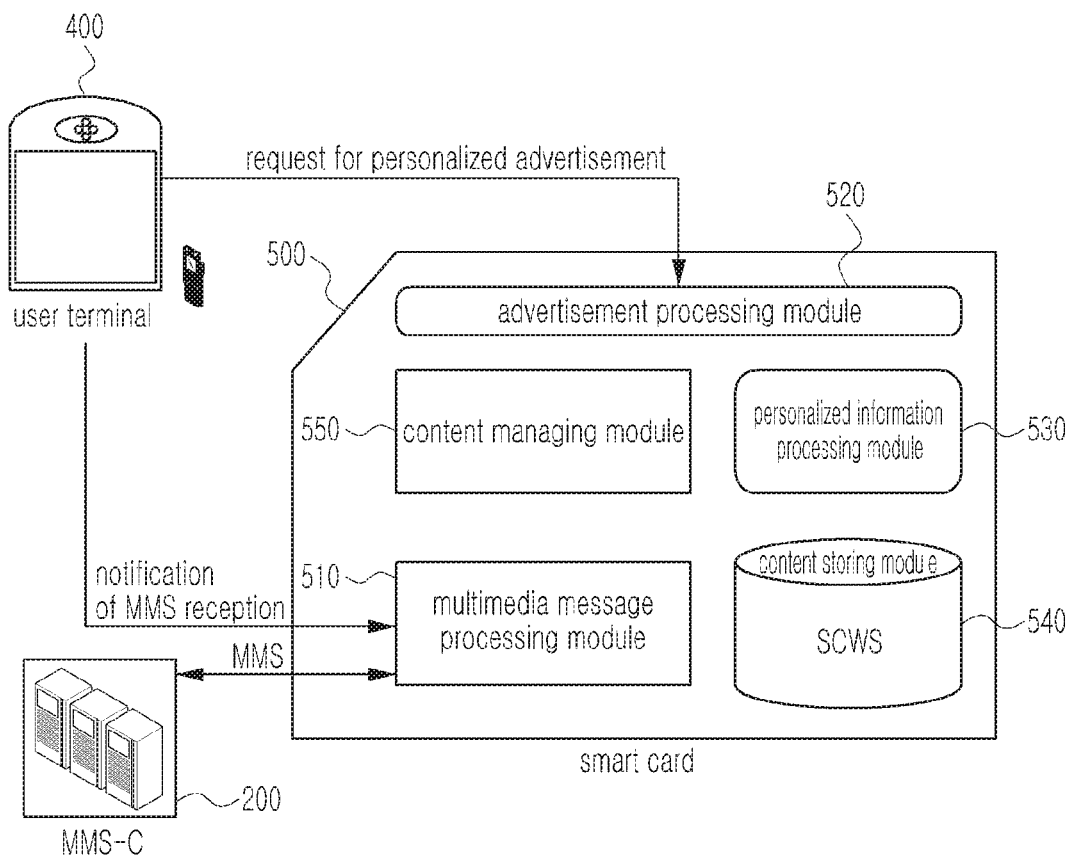 400
request for personalized advertisement
520
500
user terminal
advertisement processing module
550
content managing module
personalized information
processing module
530
notification
of MMS reception
510
multimedia message
processing module
content storing module
SCWS
540
MMS
smart card
200
MMS-C